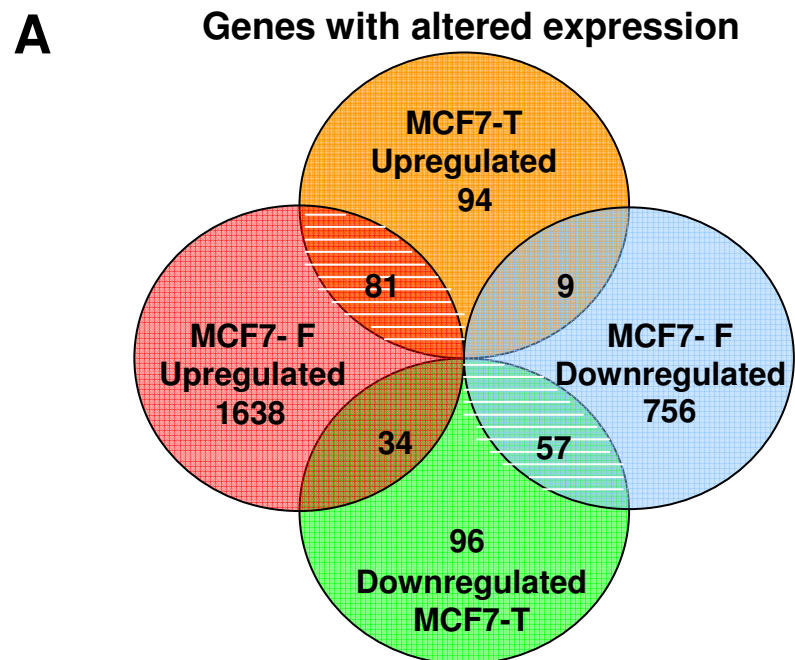 A
Genes with altered expression
MCF7-T
Upregulated
94
81
9
MCF7- F
Upregulated
1638
MCF7- F
Downregulated
756
34
57
96
Downregulated
MCF7-T